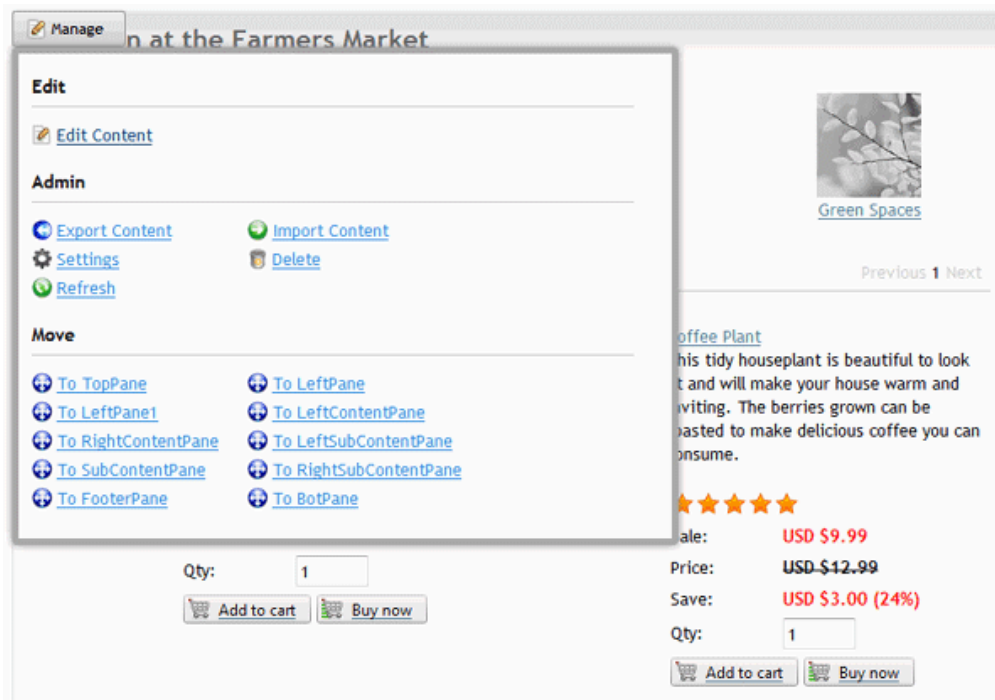 Manage
n at the Farmers Market
Edit
Edit Content
Admin
Export Content Import Content
Settings Delete
Refresh
Move
To TopPane To LeftPane
To LeftPane1 To LeftContentPane
To RightContentPane To LeftSubContentPane
To SubContentPane To RightSubContentPane
To FooterPane To BotPane
Green Spaces
Previous 1 Next
offee Plant
his tidy houseplant is beautiful to look
t and will make your house warm and
nviting. The berries grown can be
oasted to make delicious coffee you can
onsume.
ale: USD $9.99
Price: USD $12.99
Save: USD $3.00 (24%)
Qty: 1
Add to cart Buy now
Qty: 1
Add to cart Buy now